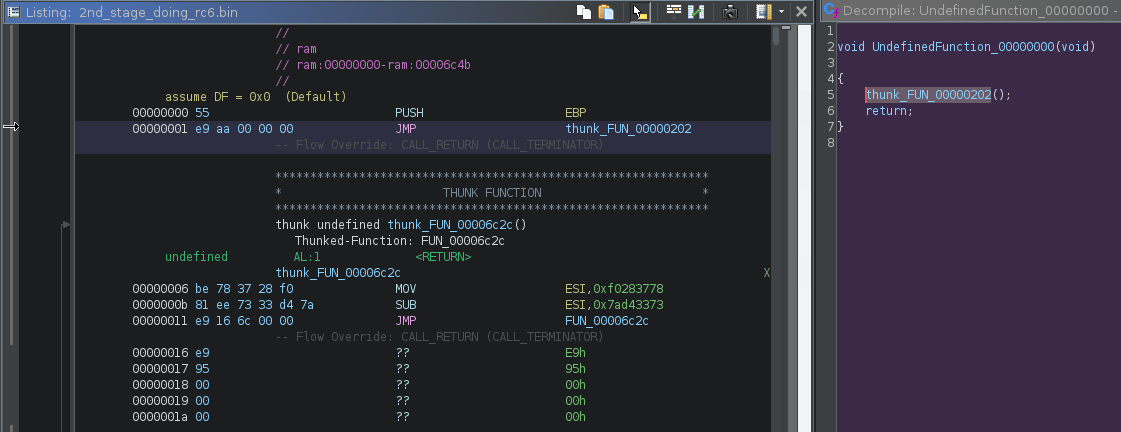 Listing: 2nd_stage_doing_rc6.bin
//
// ram
// ram:00000000-ram:00006c4b
//
assume DF = 0x0 (Default)
00000000 55 PUSH EBP
00000001 e9 aa 00 00 00 JMP thunk_FUN_00000202
-- Flow Override: CALL_RETURN (CALL_TERMINATOR)
**************************************************************
* THUNK FUNCTION *
**************************************************************
thunk undefined thunk_FUN_00006c2c()
Thunked-Function: FUN_00006c2c
undefined AL:1 <RETURN>
thunk_FUN_00006c2c X
00000006 be 78 37 28 f0 MOV ESI,0xf0283778
0000000b 81 ee 73 33 d4 7a SUB ESI,0x7ad43373
00000011 e9 16 6c 00 00 JMP FUN_00006c2c
-- Flow Override: CALL_RETURN (CALL_TERMINATOR)
00000016 e9 ?? E9h
00000017 95 ?? 95h
00000018 00 ?? 00h
00000019 00 ?? 00h
0000001a 00 ?? 00h
Decompile: UndefinedFunction_00000000 -
1
2 void UndefinedFunction_00000000(void)
3
4 {
5 thunk_FUN_00000202();
6 return;
7 }
8